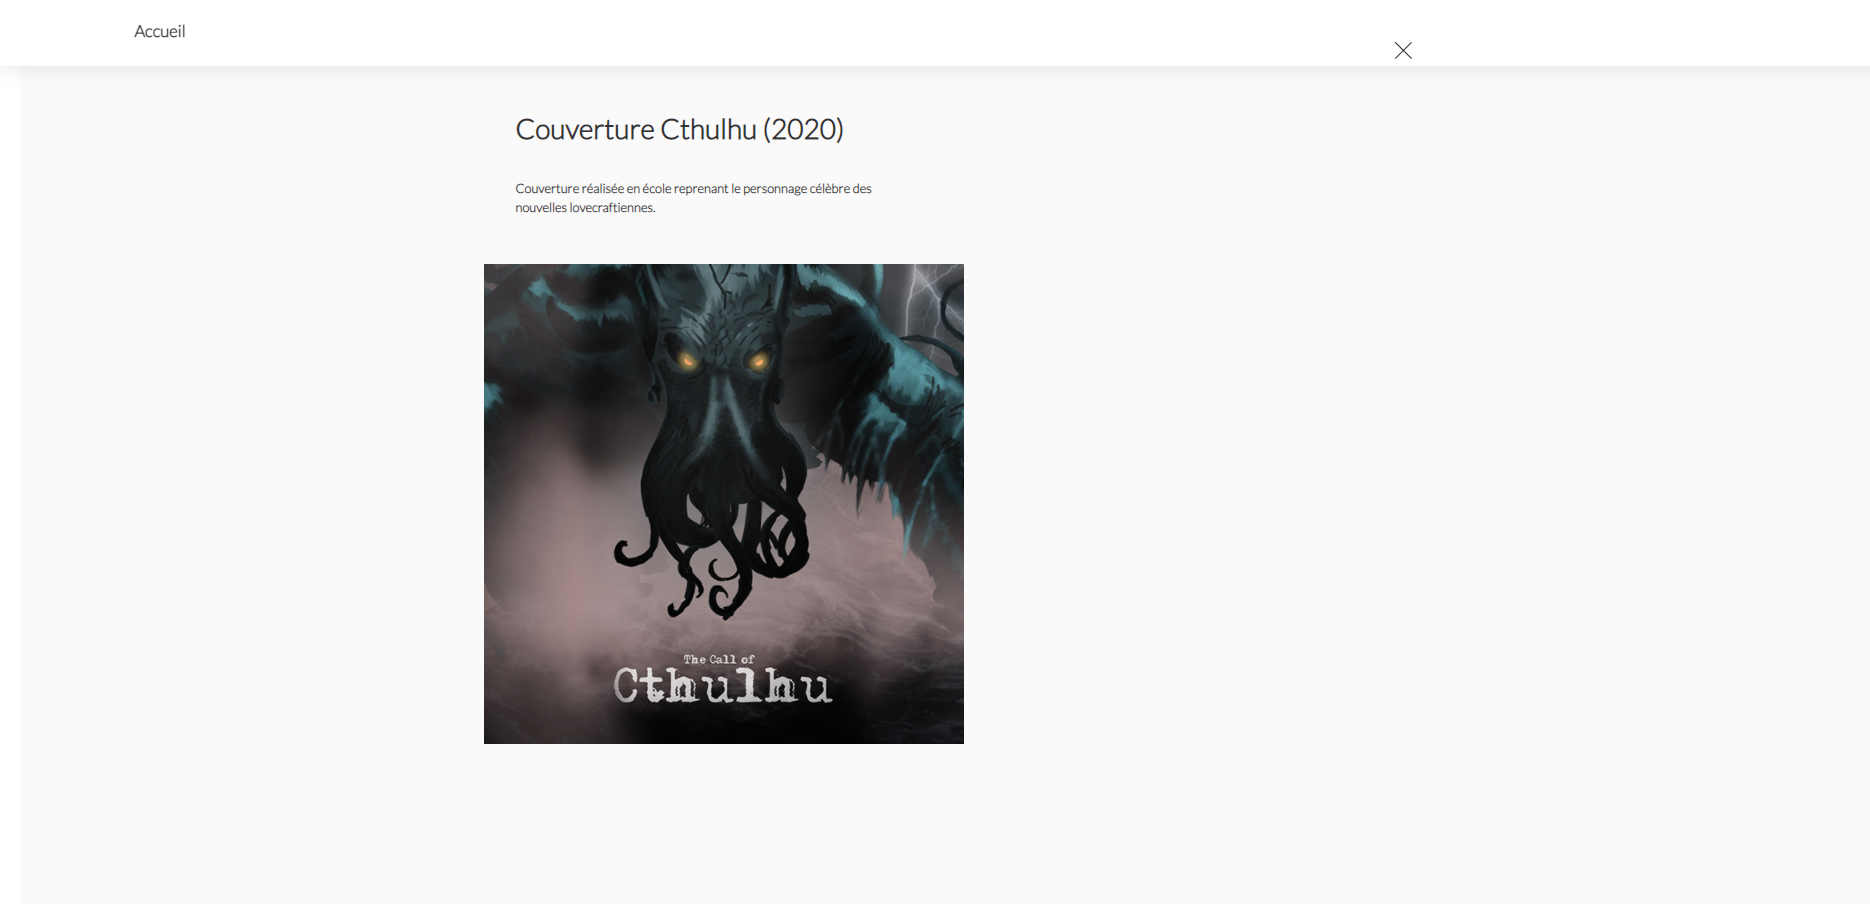 Accueil
Couverture Cthulhu (2020)
Couverture réalisée en école reprenant le personnage célèbre des
nouvelles lovecraftiennes.
The Call of
Cthulhu